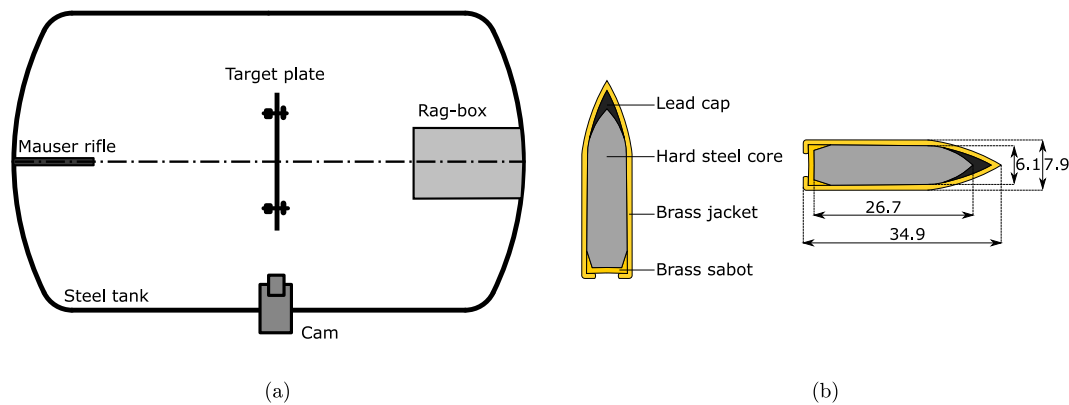 Target plate
Rag-box
Mauser rifle
Steel tank
Cam
(a)
Lead cap
Hard steel core
Brass jacket
Brass sabot
6.1
7.9
26.7
34.9
(b)